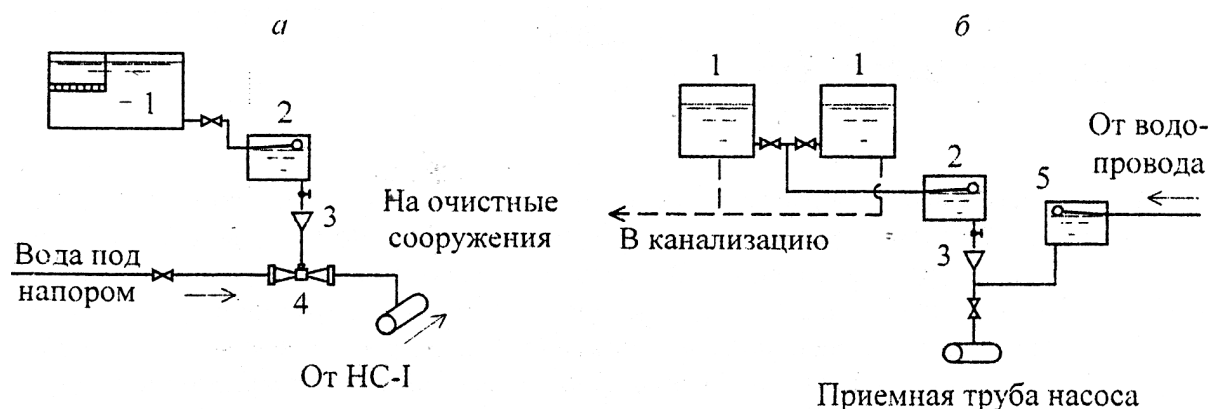 а
1
2
3
На очистные
сооружения
Вода под
напором
4
От НС-I
б
1 1
От водо-
провода
2
5
В канализацию
3
Приемная труба насоса